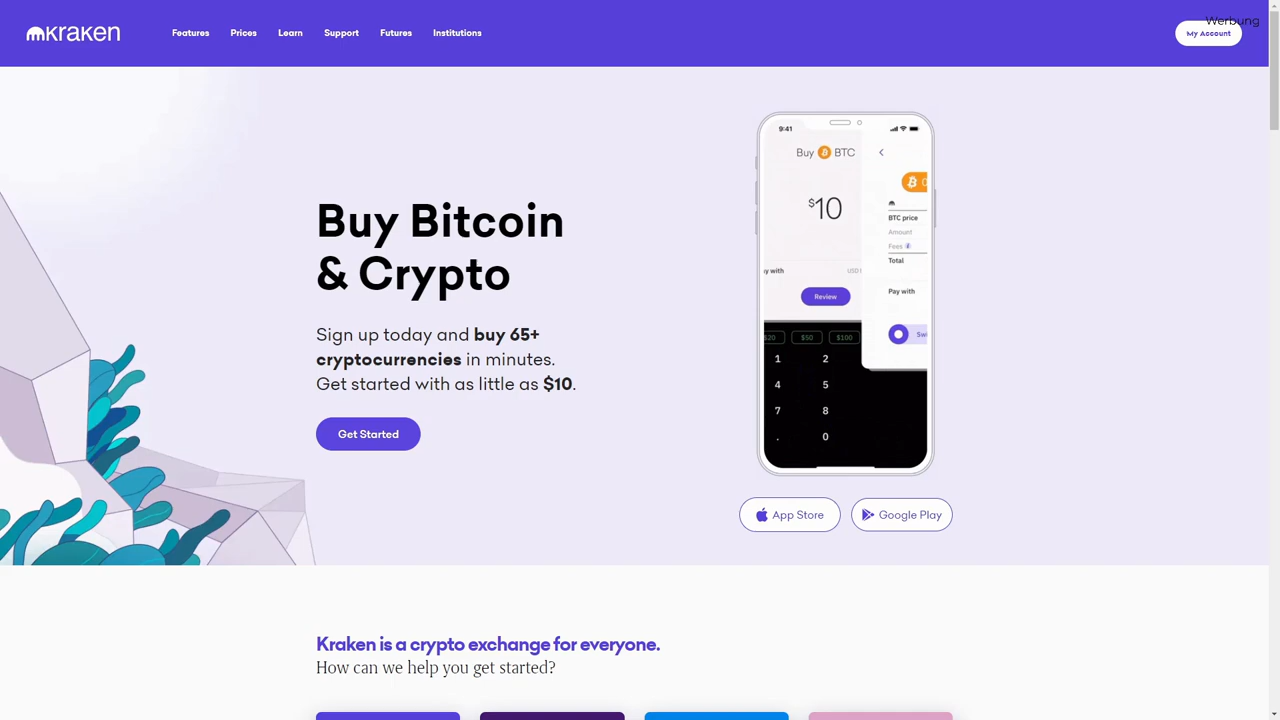 Werbung
kraken
Features
Prices
Learn
Support
Futures
Institutions
My Account
Buy Bitcoin
& Crypto
Sign up today and buy 65+
cryptocurrencies in minutes.
Get started with as little as $10.
Get Started
9:41
Buy BTC
$10
BTC price
Amount
Fees
Total
y with
USD
Pay with
Review
$20
$50
$100
1 2
4 5
7 8
. 0
App Store
Google Play
Kraken is a crypto exchange for everyone.
How can we help you get started?